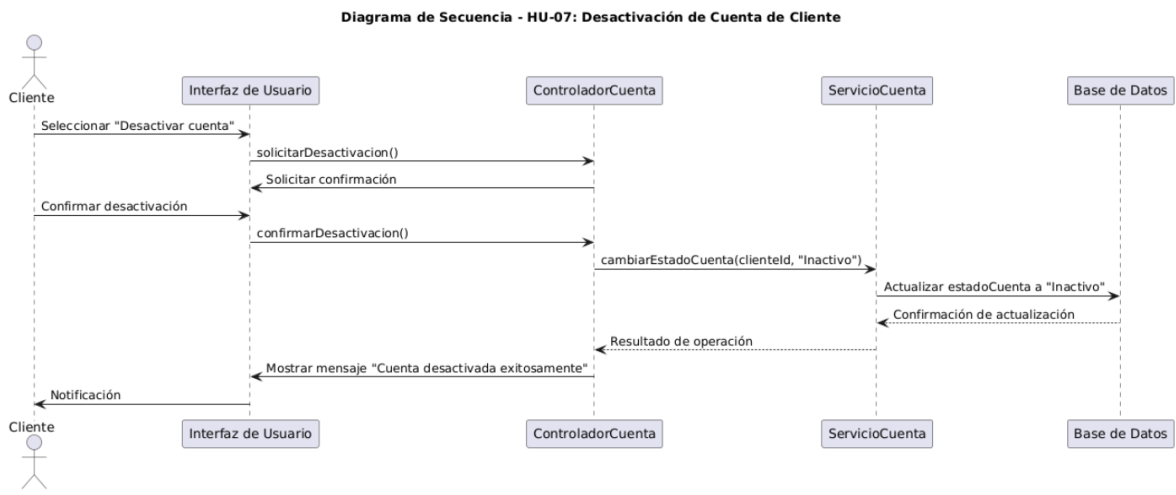 Diagrama de Secuencia - HU-07: Desactivación de Cuenta de Cliente
Cliente
Interfaz de Usuario
ControladorCuenta
ServicioCuenta
Base de Datos
Seleccionar "Desactivar cuenta"
solicitarDesactivacion()
Solicitar confirmación
Confirmar desactivación
confirmarDesactivacion()
cambiarEstadoCuenta(clienteId, "Inactivo")
Actualizar estadoCuenta a "Inactivo"
Confirmación de actualización
Resultado de operación
Mostrar mensaje "Cuenta desactivada exitosamente"
Notificación
Cliente
Interfaz de Usuario
ControladorCuenta
ServicioCuenta
Base de Datos